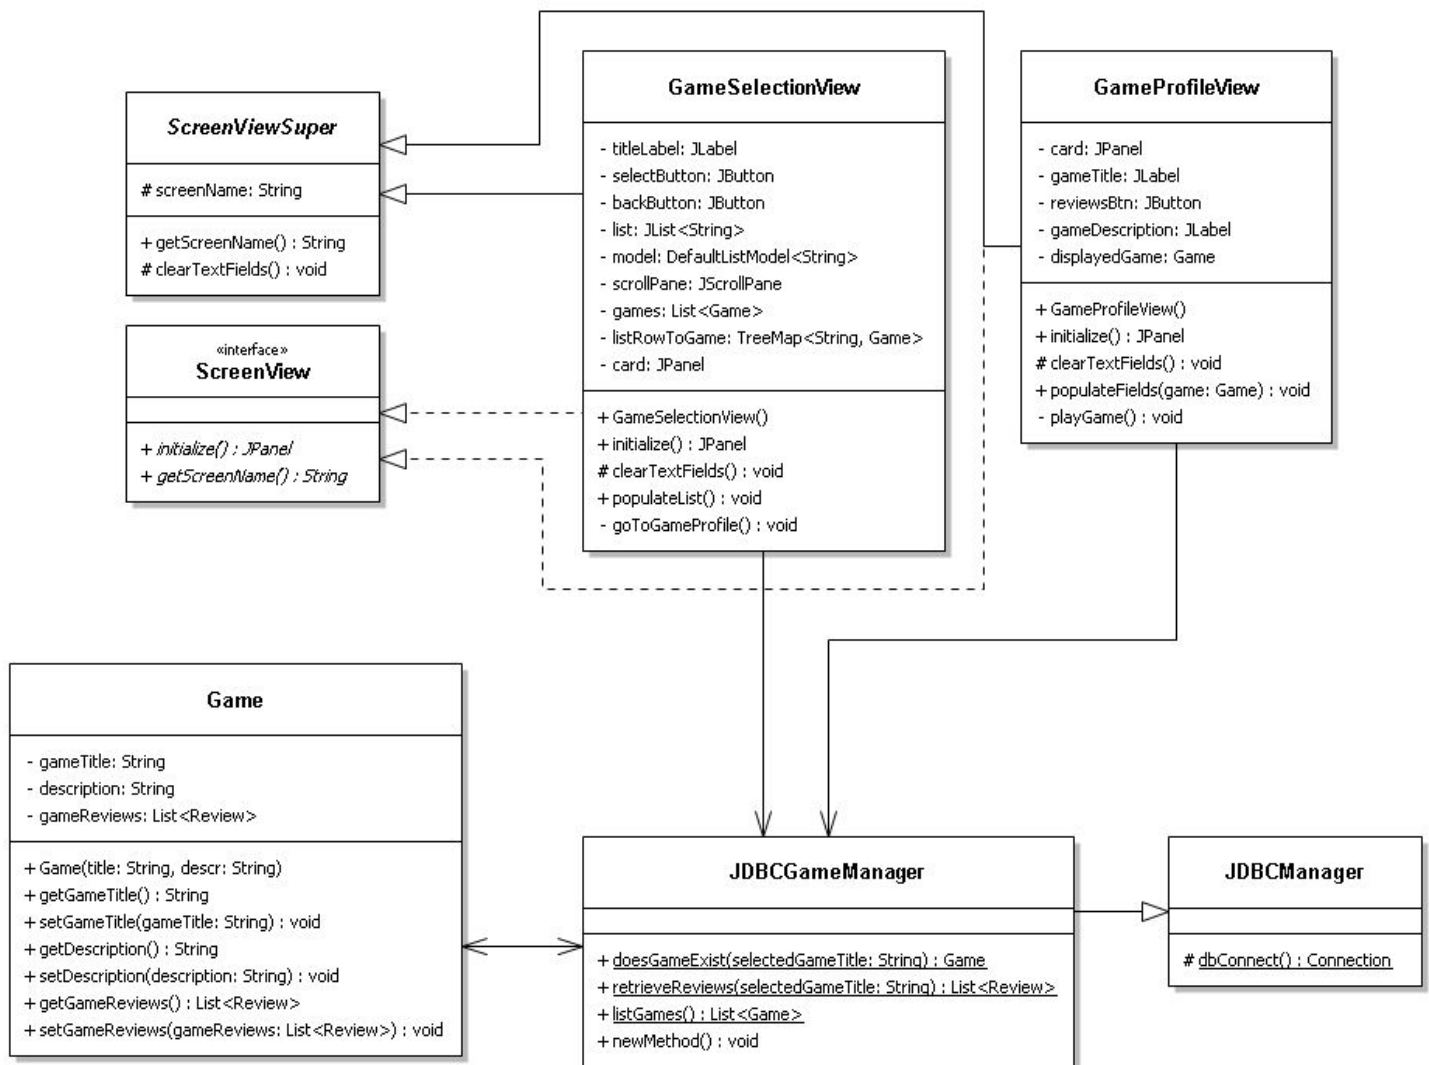 ScreenViewSuper
# screenName: String
+ getScreenName() : String
# clearTextFields() : void
«interface»
ScreenView
+ initialize() : JPanel
+ getScreenName() : String
GameSelectionView
- titleLabel: JLabel
- selectButton: JButton
- backButton: JButton
- list: JList<String>
- model: DefaultListModel<String>
- scrollPane: JScrollPane
- games: List<Game>
- listRowToGame: TreeMap<String, Game>
- card: JPanel
+ GameSelectionView()
+ initialize() : JPanel
# clearTextFields() : void
+ populateList() : void
- goToGameProfile() : void
GameProfileView
- card: JPanel
- gameTitle: JLabel
- reviewsBtn: JButton
- gameDescription: JLabel
- displayedGame: Game
+ GameProfileView()
+ initialize() : JPanel
# clearTextFields() : void
+ populateFields(game: Game) : void
- playGame() : void
Game
- gameTitle: String
- description: String
- gameReviews: List<Review>
+ Game(title: String, descr: String)
+ getGameTitle() : String
+ setGameTitle(gameTitle: String) : void
+ getDescription() : String
+ setDescription(description: String) : void
+ getGameReviews() : List<Review>
+ setGameReviews(gameReviews: List<Review>) : void
JDBCGameManager
+ doesGameExist(selectedGameTitle: String) : Game
+ retrieveReviews(selectedGameTitle: String) : List<Review>
+ listGames() : List<Game>
+ newMethod() : void
JDBCManager
# dbConnect() : Connection